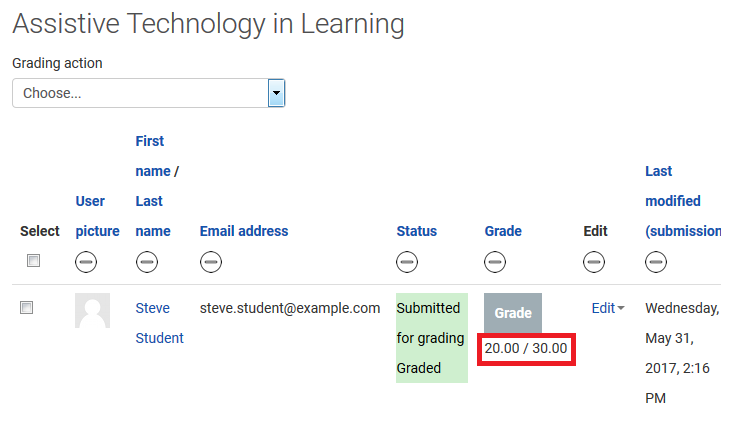 Assistive Technology in Learning
Grading action
Choose...
Select
User
picture
First
name /
Last
name
Email address
Status
Grade
Edit
Last
modified
(submission
Steve
Student
steve.student@example.com
Submitted
for grading
Graded
Grade
20.00 / 30.00
Edit
Wednesday,
May 31,
2017, 2:16
PM